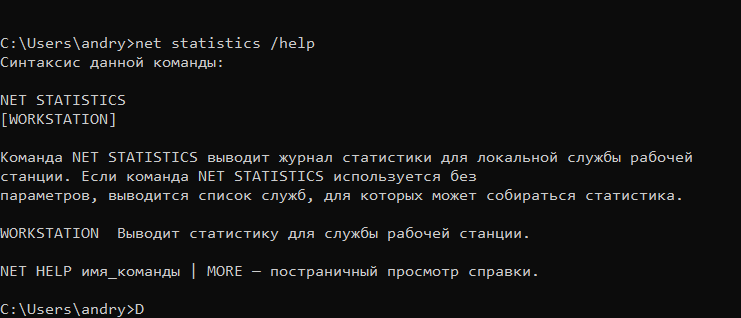 C:\Users\andry>net statistics /help
Синтаксис данной команды:
NET STATISTICS
[WORKSTATION]
Команда NET STATISTICS выводит журнал статистики для локальной службы рабочей
станции. Если команда NET STATISTICS используется без
параметров, выводится список служб, для которых может собираться статистика.
WORKSTATION  Выводит статистику для службы рабочей станции.
NET HELP имя_команды | MORE — постраничный просмотр справки.
C:\Users\andry>D